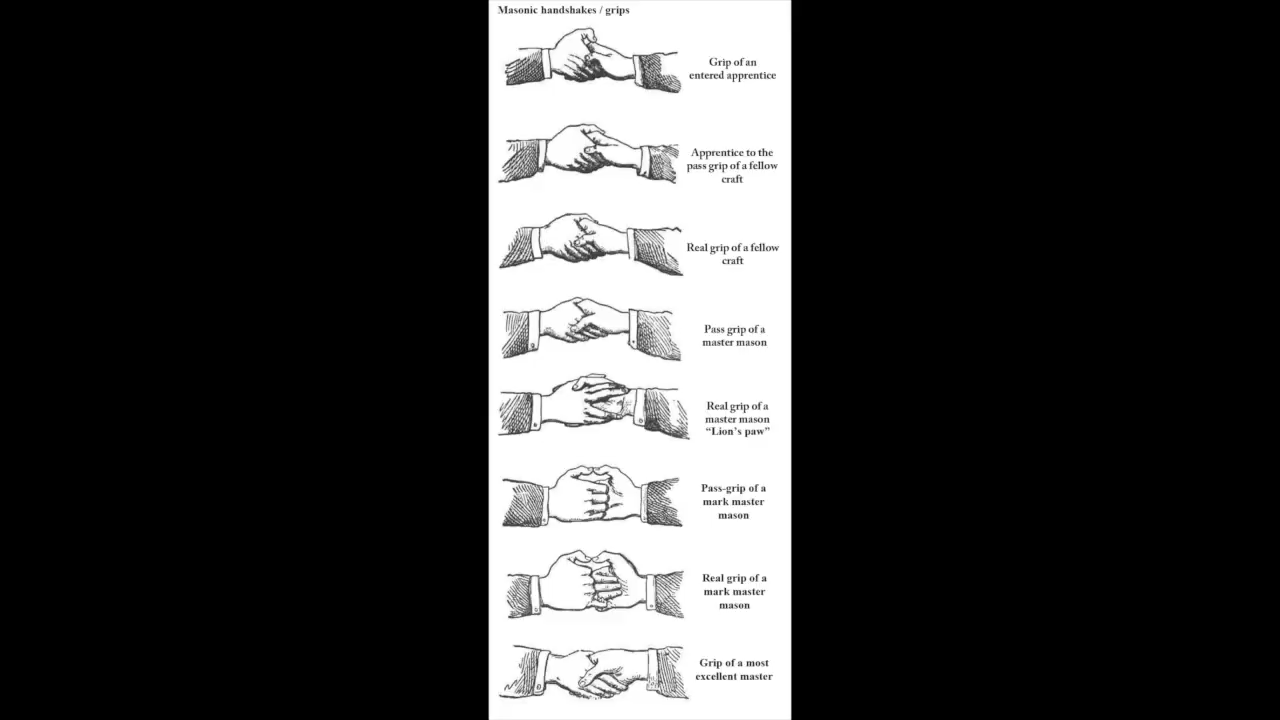 Masonic handshakes / grips
Grip of an
entered apprentice
Apprentice to the
pass grip of a fellow
craft
Real grip of a fellow
craft
Pass grip of a
master mason
Real grip of a
master mason
“Lion’s paw”
Pass-grip of a
mark master
mason
Real grip of a
mark master
mason
Grip of a most
excellent master